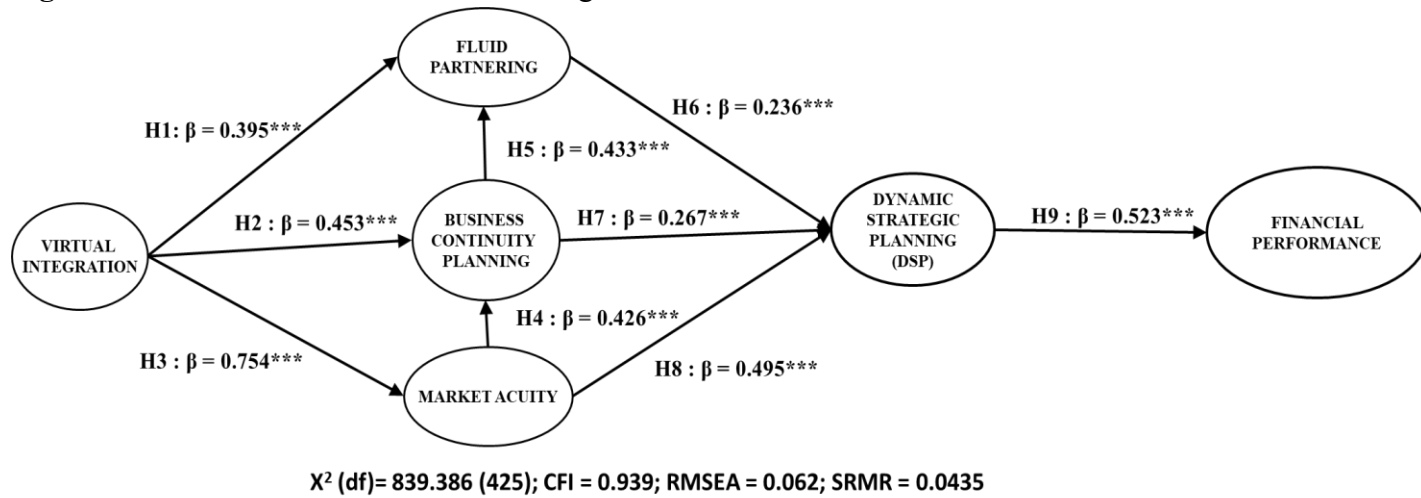 FLUID
PARTNERING
H1: β = 0.395***
H6 : β = 0.236***
H5 : β = 0.433***
H2 : β = 0.453***
BUSINESS
CONTINUITY
PLANNING
H7 : β = 0.267***
VIRTUAL
INTEGRATION
DYNAMIC
STRATEGIC
PLANNING
(DSP)
H9 : β = 0.523***
FINANCIAL
PERFORMANCE
H4 : β = 0.426***
H3 : β = 0.754***
H8 : β = 0.495***
MARKET ACUITY
X² (df)= 839.386 (425); CFI = 0.939; RMSEA = 0.062; SRMR = 0.0435